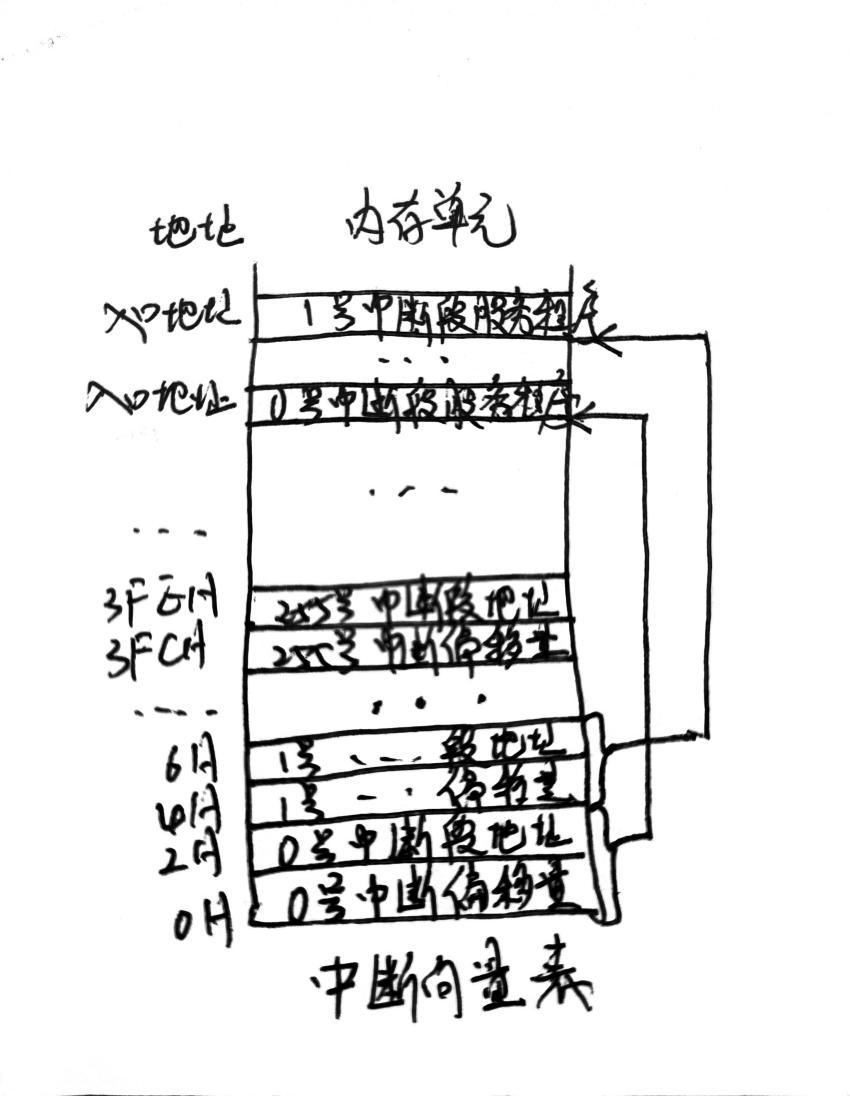 地地 内存单元
入口地址 1号中断段服务程序
...
入口地址 0号中断段服务程序
...
...
3FEH 255号中断段地址
3FCH 255号中断偏移量
... ...
6H 1号 ... 段地址
4H 1号 ... 偏移量
2H 0号中断段地址
0H 0号中断偏移量
中断向量表